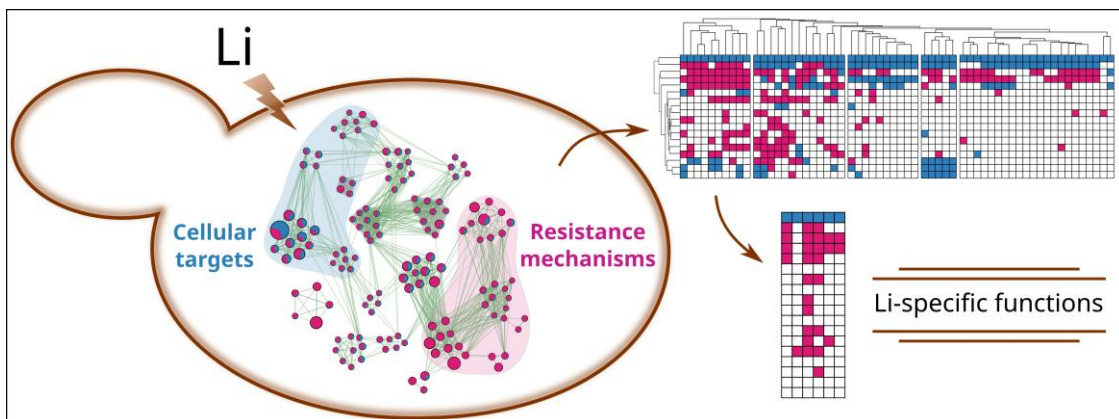 Li
Cellular
targets
Resistance
mechanisms
Li-specific functions